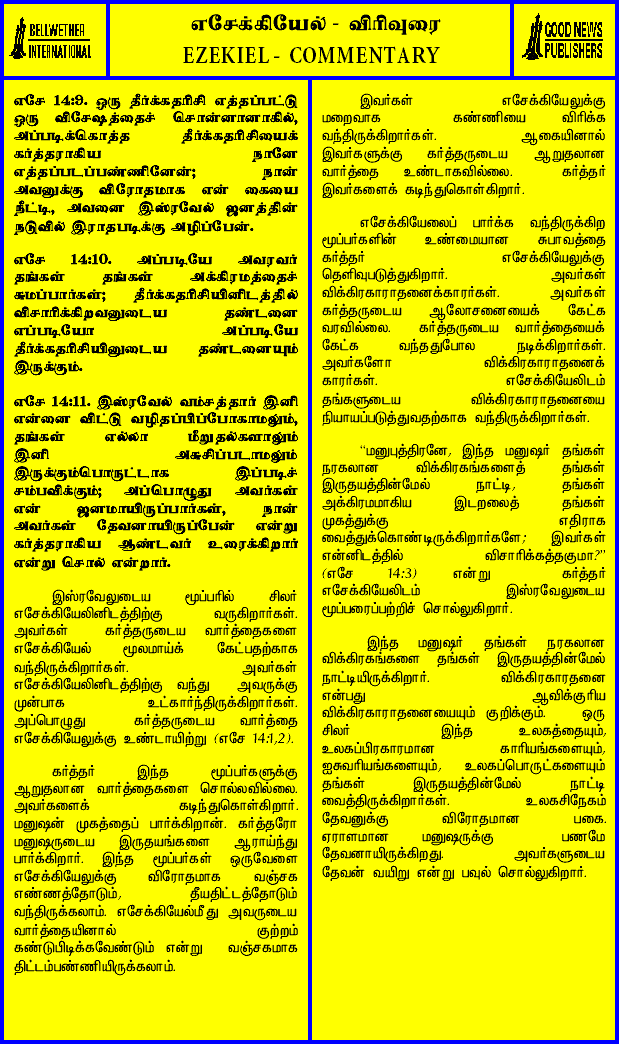 BELLWETHER
INTERNATIONAL
எசேக்கியேல் - விரிவுரை
EZEKIEL - COMMENTARY
GOOD NEWS
PUBLISHERS
எசே 14:9. ஒரு தீர்க்கதரிசி எத்தப்பட்டு
ஒரு விசேஷத்தைச் சொன்னானாகில்,
அப்படிக்கொத்த தீர்க்கதரிசியைக்
கர்த்தராகிய நானே
எத்தப்படப்பண்ணினேன்; நான்
அவனுக்கு விரோதமாக என் கையை
நீட்டி, அவனை இஸ்ரவேல் ஜனத்தின்
நடுவில் இராதபடிக்கு அழிப்பேன்.
எசே 14:10. அப்படியே அவரவர்
தங்கள் தங்கள் அக்கிரமத்தைச்
சுமப்பார்கள்; தீர்க்கதரிசியினிடத்தில்
விசாரிக்கிறவனுடைய தண்டனை
எப்படியோ அப்படியே
தீர்க்கதரிசியினுடைய தண்டனையும்
இருக்கும்.
எசே 14:11. இஸ்ரவேல் வம்சத்தார் இனி
என்னை விட்டு வழிதப்பிப்போகாமலும்,
தங்கள் எல்லா மீறுதல்களாலும்
இனி அசுசிப்படாமலும்
இருக்கும்பொருட்டாக இப்படிச்
சம்பவிக்கும்; அப்பொழுது அவர்கள்
என் ஜனமாயிருப்பார்கள், நான்
அவர்கள் தேவனாயிருப்பேன் என்று
கர்த்தராகிய ஆண்டவர் உரைக்கிறார்
என்று சொல் என்றார்.
இஸ்ரவேலுடைய மூப்பரில் சிலர்
எசேக்கியேலினிடத்திற்கு வருகிறார்கள்.
அவர்கள் கர்த்தருடைய வார்த்தைகளை
எசேக்கியேல் மூலமாய்க் கேட்பதற்காக
வந்திருக்கிறார்கள். அவர்கள்
எசேக்கியேலினிடத்திற்கு வந்து அவருக்கு
முன்பாக உட்கார்ந்திருக்கிறார்கள்.
அப்பொழுது கர்த்தருடைய வார்த்தை
எசேக்கியேலுக்கு உண்டாயிற்று (எசே 14:1,2).
கர்த்தர் இந்த மூப்பர்களுக்கு
ஆறுதலான வார்த்தைகளை சொல்லவில்லை.
அவர்களைக் கடிந்துகொள்கிறார்.
மனுஷன் முகத்தைப் பார்க்கிறான். கர்த்தரோ
மனுஷருடைய இருதயங்களை ஆராய்ந்து
பார்க்கிறார். இந்த மூப்பர்கள் ஒருவேளை
எசேக்கியேலுக்கு விரோதமாக வஞ்சக
எண்ணத்தோடும், தீயதிட்டத்தோடும்
வந்திருக்கலாம். எசேக்கியேல்மீது அவருடைய
வார்த்தையினால் குற்றம்
கண்டுபிடிக்கவேண்டும் என்று வஞ்சகமாக
திட்டம்பண்ணியிருக்கலாம்.
இவர்கள் எசேக்கியேலுக்கு
மறைவாக கண்ணியை விரிக்க
வந்திருக்கிறார்கள். ஆகையினால்
இவர்களுக்கு கர்த்தருடைய ஆறுதலான
வார்த்தை உண்டாகவில்லை. கர்த்தர்
இவர்களைக் கடிந்துகொள்கிறார்.
எசேக்கியேலைப் பார்க்க வந்திருக்கிற
மூப்பர்களின் உண்மையான சுபாவத்தை
கர்த்தர் எசேக்கியேலுக்கு
தெளிவுபடுத்துகிறார். அவர்கள்
விக்கிரகாராதனைக்காரர்கள். அவர்கள்
கர்த்தருடைய ஆலோசனையைக் கேட்க
வரவில்லை. கர்த்தருடைய வார்த்தையைக்
கேட்க வந்ததுபோல நடிக்கிறார்கள்.
அவர்களோ விக்கிரகாராதனைக்
காரர்கள். எசேக்கியேலிடம்
தங்களுடைய விக்கிரகாராதனையை
நியாயப்படுத்துவதற்காக வந்திருக்கிறார்கள்.
“மனுபுத்திரனே, இந்த மனுஷர் தங்கள்
நரகலான விக்கிரகங்களைத் தங்கள்
இருதயத்தின்மேல் நாட்டி, தங்கள்
அக்கிரமமாகிய இடறலைத் தங்கள்
முகத்துக்கு எதிராக
வைத்துக்கொண்டிருக்கிறார்களே; இவர்கள்
என்னிடத்தில் விசாரிக்கத்தகுமா?”
(எசே 14:3) என்று கர்த்தர்
எசேக்கியேலிடம் இஸ்ரவேலுடைய
மூப்பரைப்பற்றிச் சொல்லுகிறார்.
இந்த மனுஷர் தங்கள் நரகலான
விக்கிரகங்களை தங்கள் இருதயத்தின்மேல்
நாட்டியிருக்கிறார். விக்கிரகாரதனை
என்பது ஆவிக்குரிய
விக்கிரகாராதனையையும் குறிக்கும். ஒரு
சிலர் இந்த உலகத்தையும்,
உலகப்பிரகாரமான காரியங்களையும்,
ஐசுவரியங்களையும், உலகப்பொருட்களையும்
தங்கள் இருதயத்தின்மேல் நாட்டி
வைத்திருக்கிறார்கள். உலகசிநேகம்
தேவனுக்கு விரோதமான பகை.
ஏராளமான மனுஷருக்கு பணமே
தேவனாயிருக்கிறது. அவர்களுடைய
தேவன் வயிறு என்று பவுல் சொல்லுகிறார்.